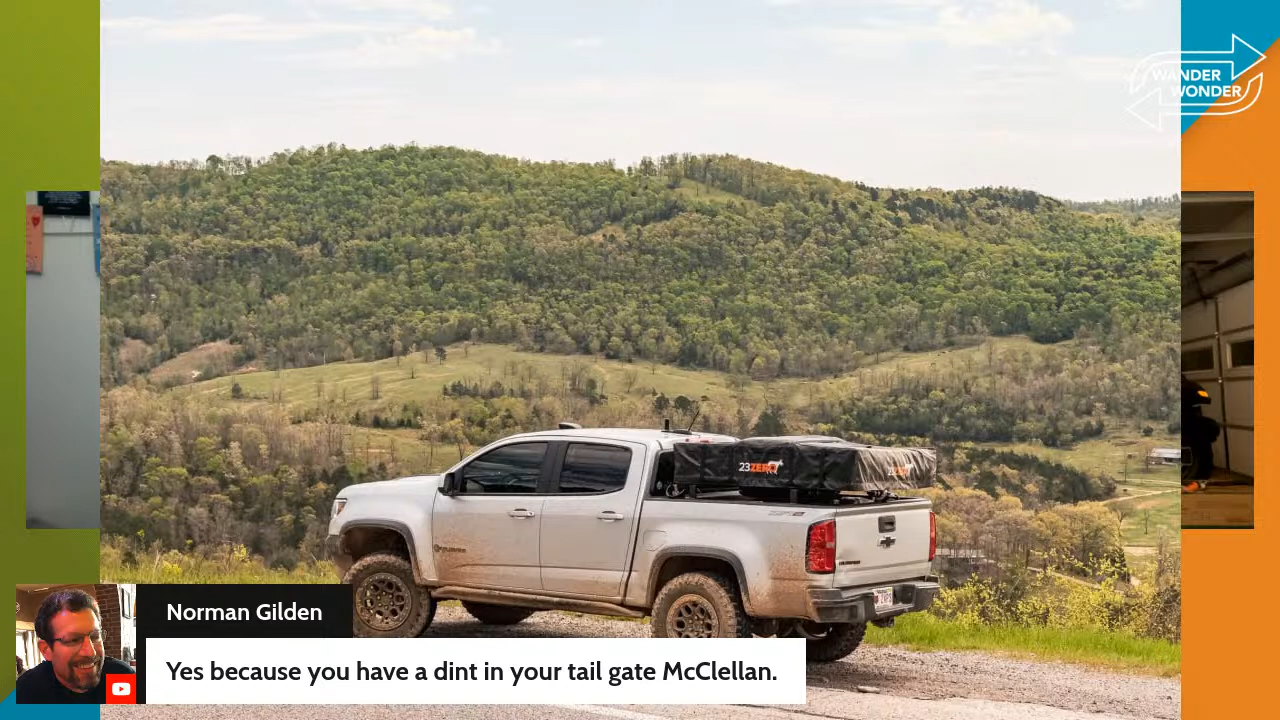 WANDER
WONDER
23ZERO
Norman Gilden
Yes because you have a dint in your tail gate McClellan.